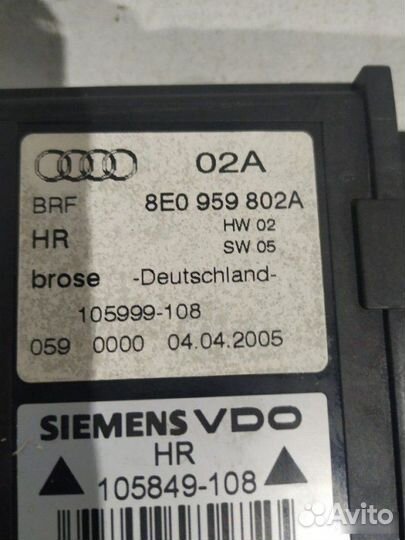 02A
BRF 8E0 959 802A
HR HW 02
SW 05
brose -Deutschland-
105999-108
059 0000 04.04.2005
SIEMENS VDO
HR
105849-108
Avito